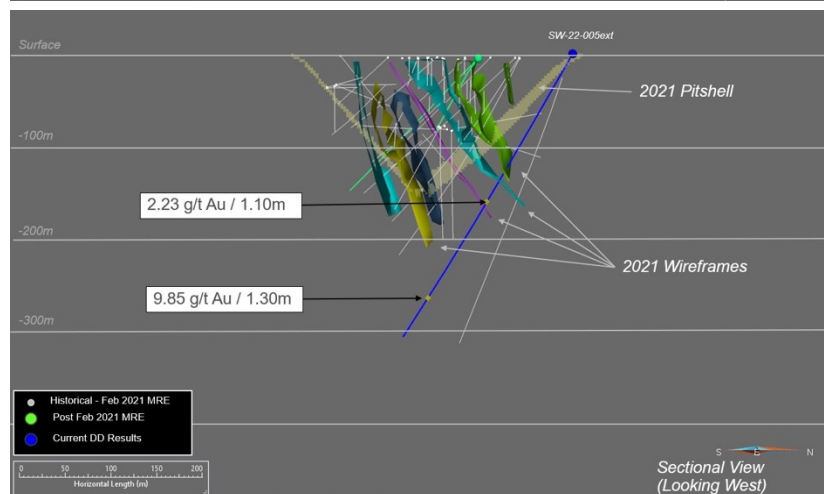 SW-22-005ext
Surface
2021 Pitshell
-100m
2.23 g/t Au / 1.10m
-200m
2021 Wireframes
9.85 g/t Au / 1.30m
-300m
Historical - Feb 2021 MRE
Post Feb 2021 MRE
Current DD Results
0 50 100 150 200
Horizontal Length (m)
S E N
Sectional View
(Looking West)